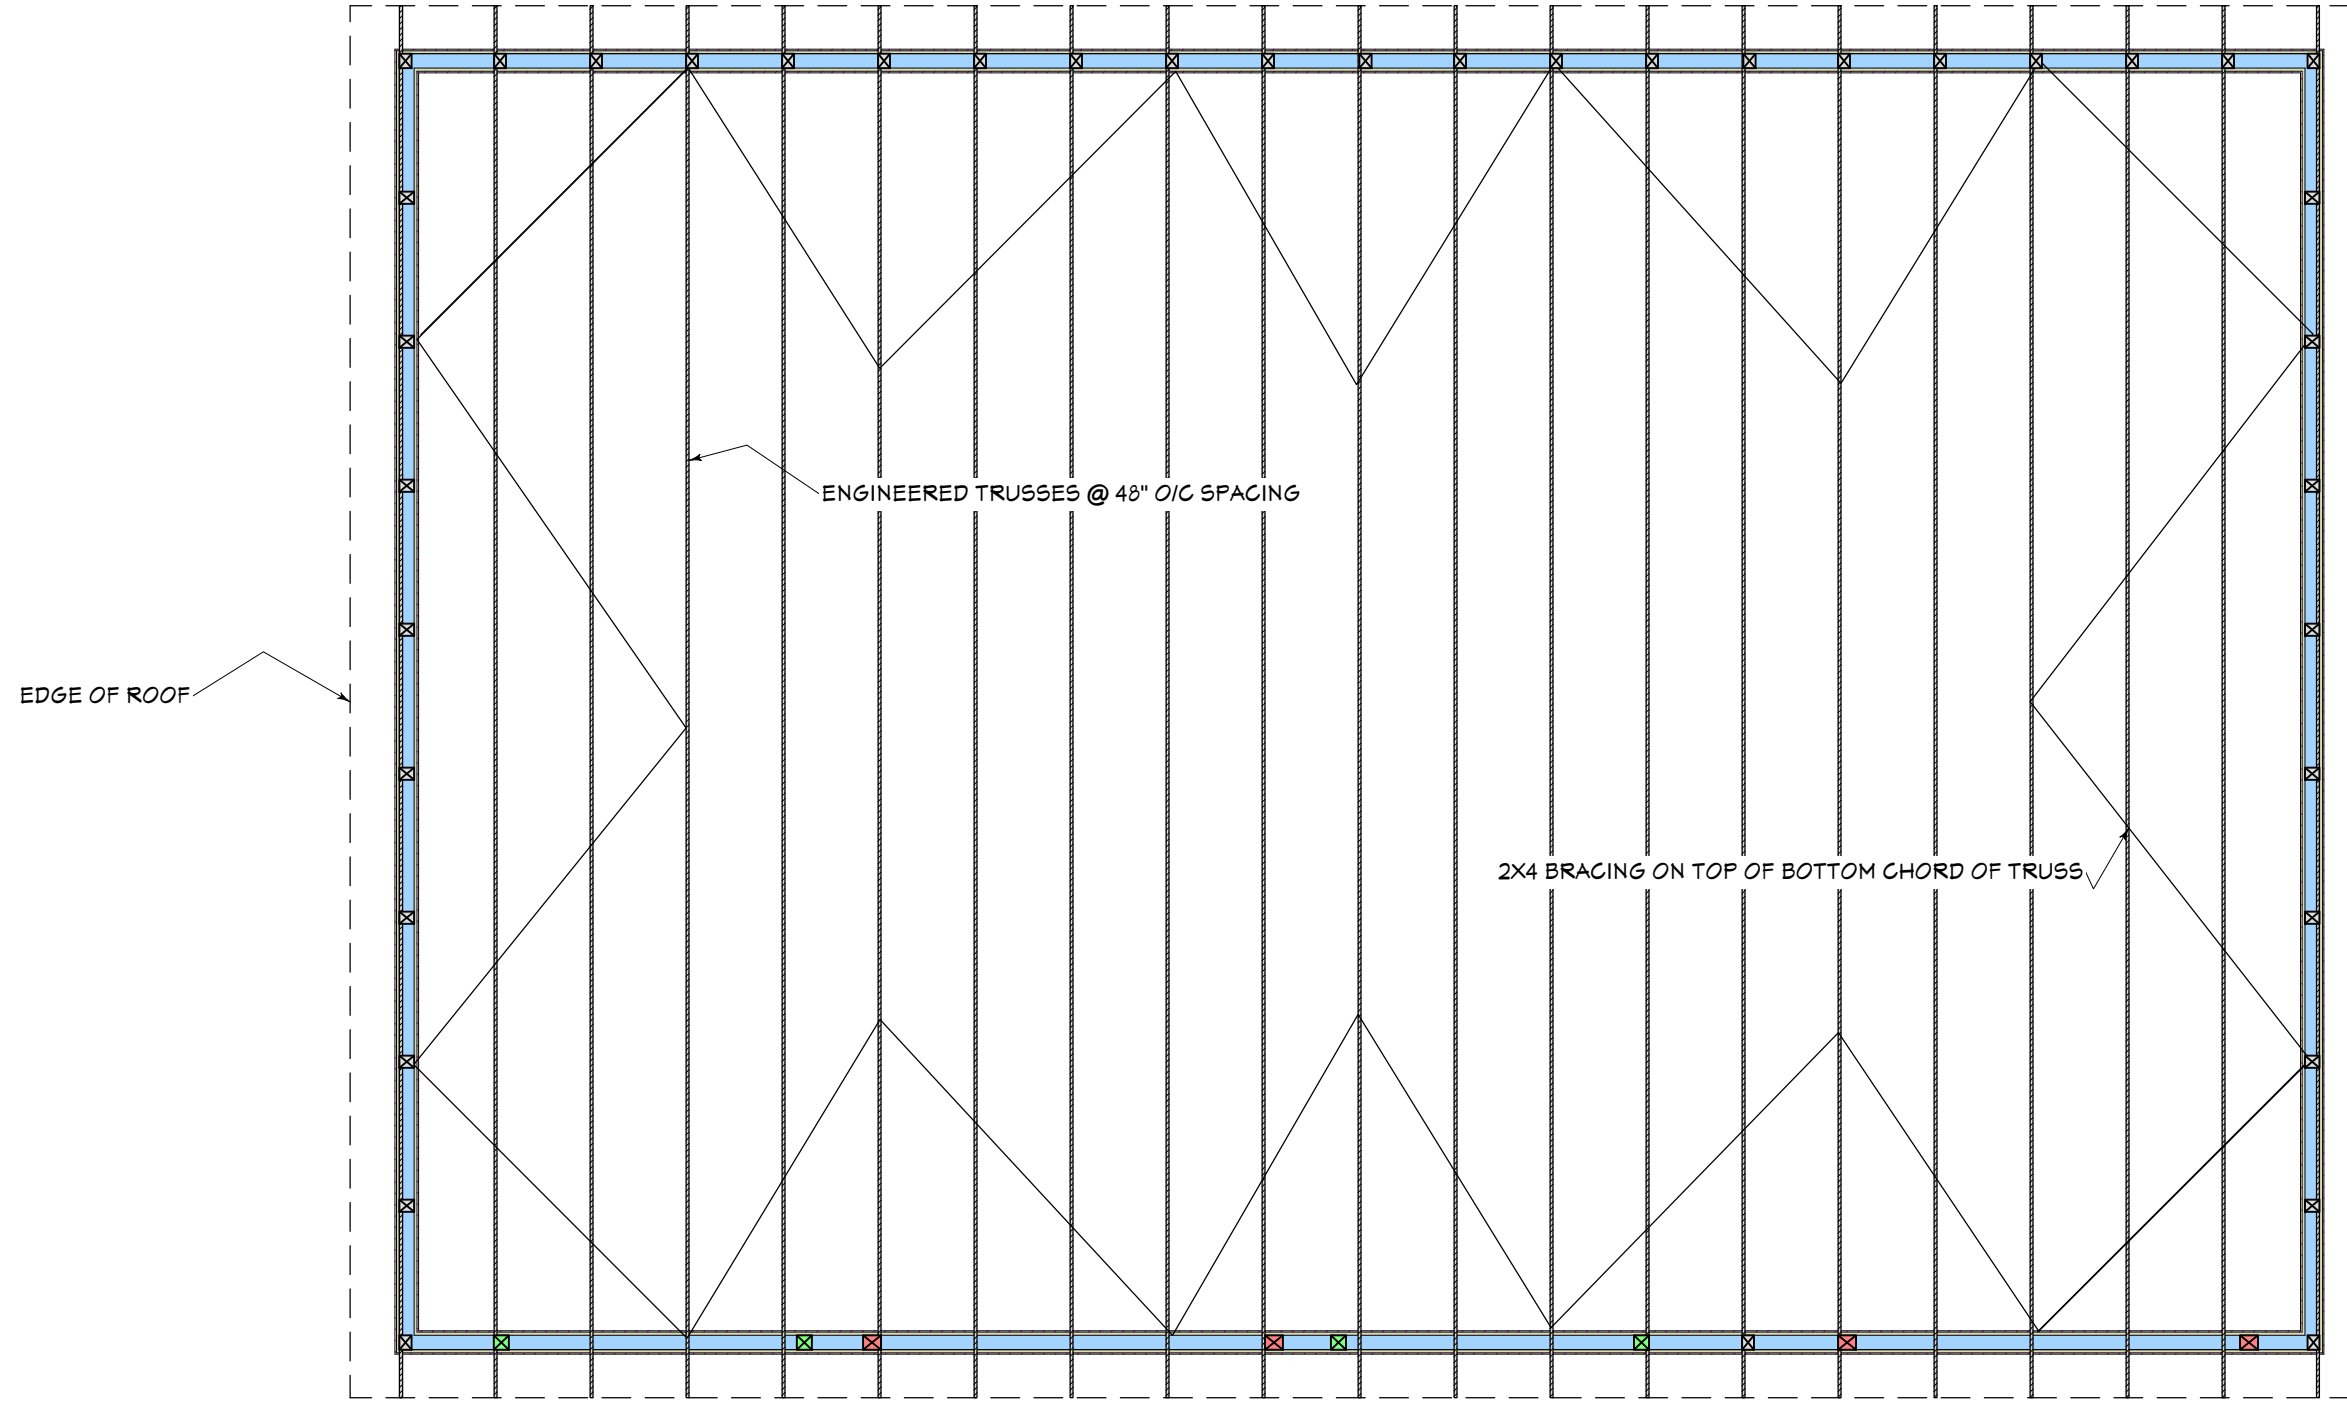 ENGINEERED TRUSSES @ 48" O/C SPACING
EDGE OF ROOF
2X4 BRACING ON TOP OF BOTTOM CHORD OF TRUSS